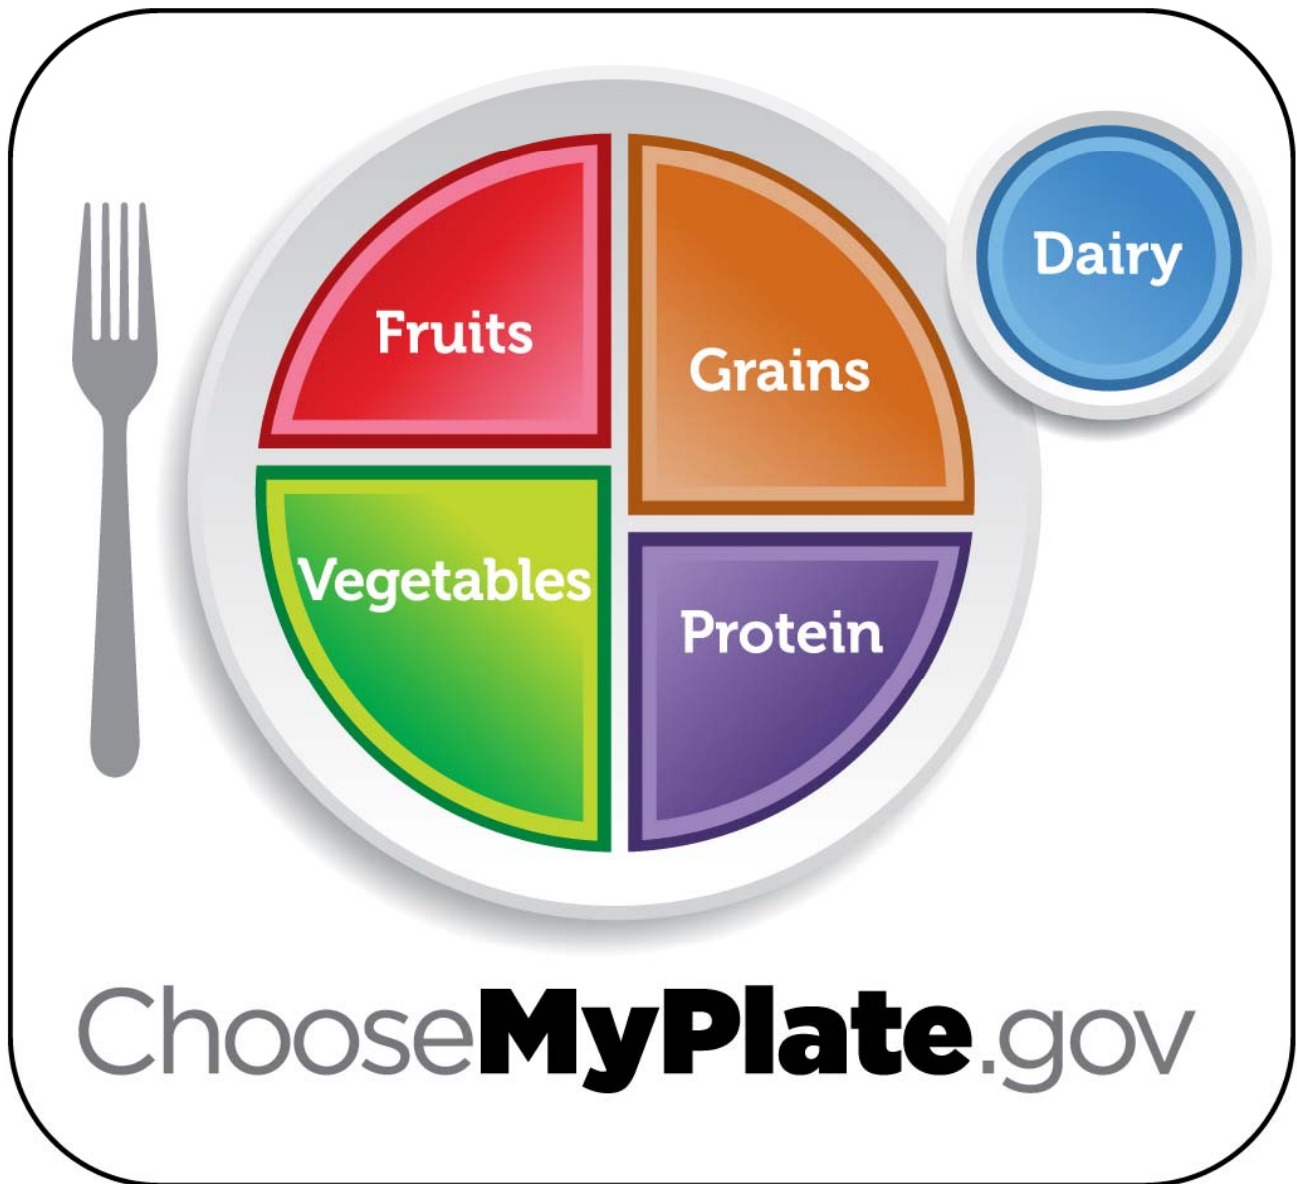 Dairy
Fruits
Grains
Vegetables
Protein
ChooseMyPlate.gov